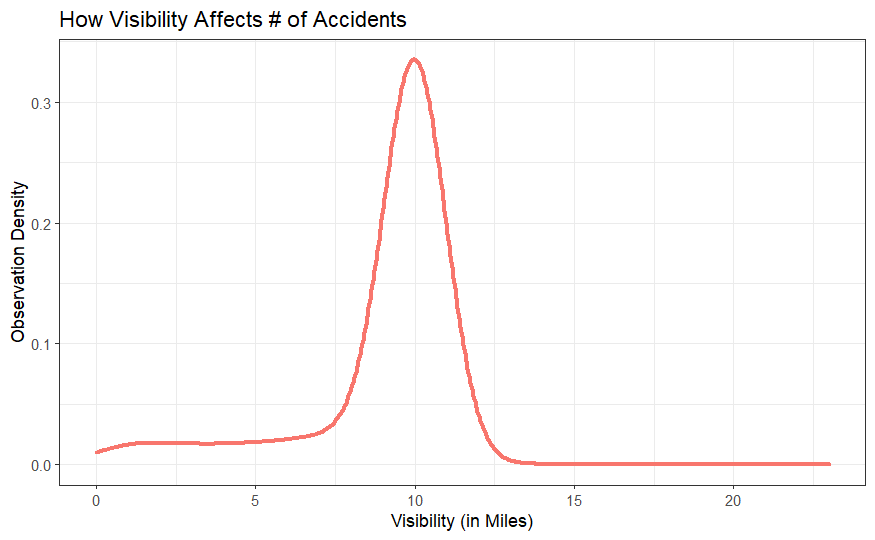 How Visibility Affects # of Accidents
0.3
0.2
0.1
0.0
Observation Density
0 5 10 15 20
Visibility (in Miles)